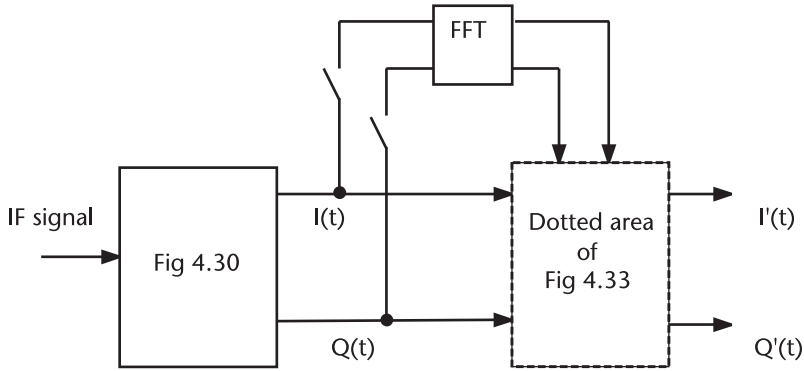 FFT
IF signal
Fig 4.30
I(t)
Q(t)
Dotted area
of
Fig 4.33
I'(t)
Q'(t)